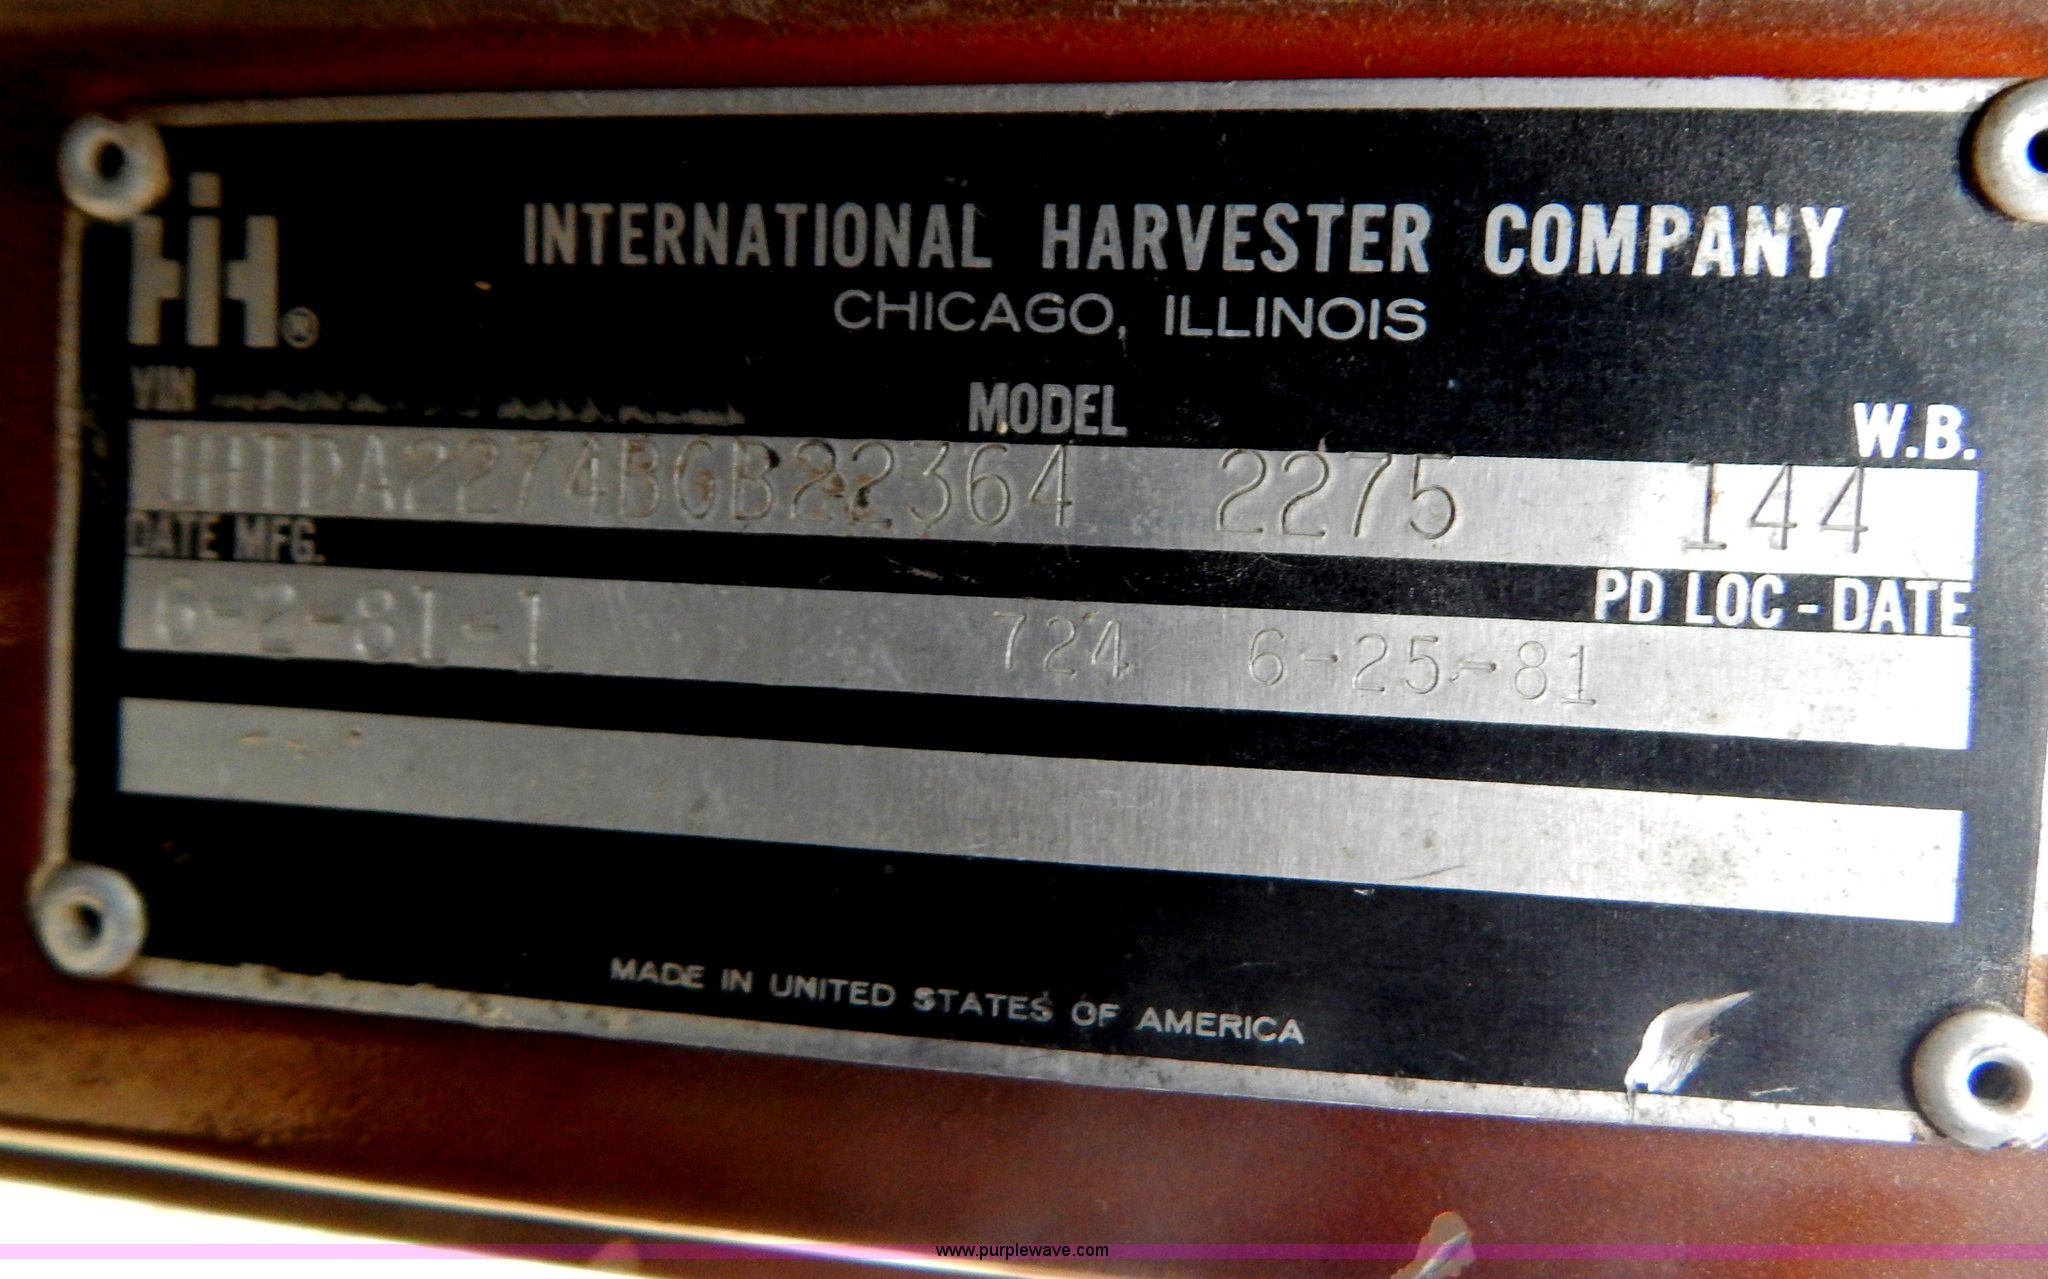 IH®
INTERNATIONAL HARVESTER COMPANY
CHICAGO, ILLINOIS
VIN MODEL W.B.
1HTDA2274BGB22364 2275 144
DATE MFG. PD LOC - DATE
6-2-81-1 724 6-25-81
MADE IN UNITED STATES OF AMERICA
www.purplewave.com